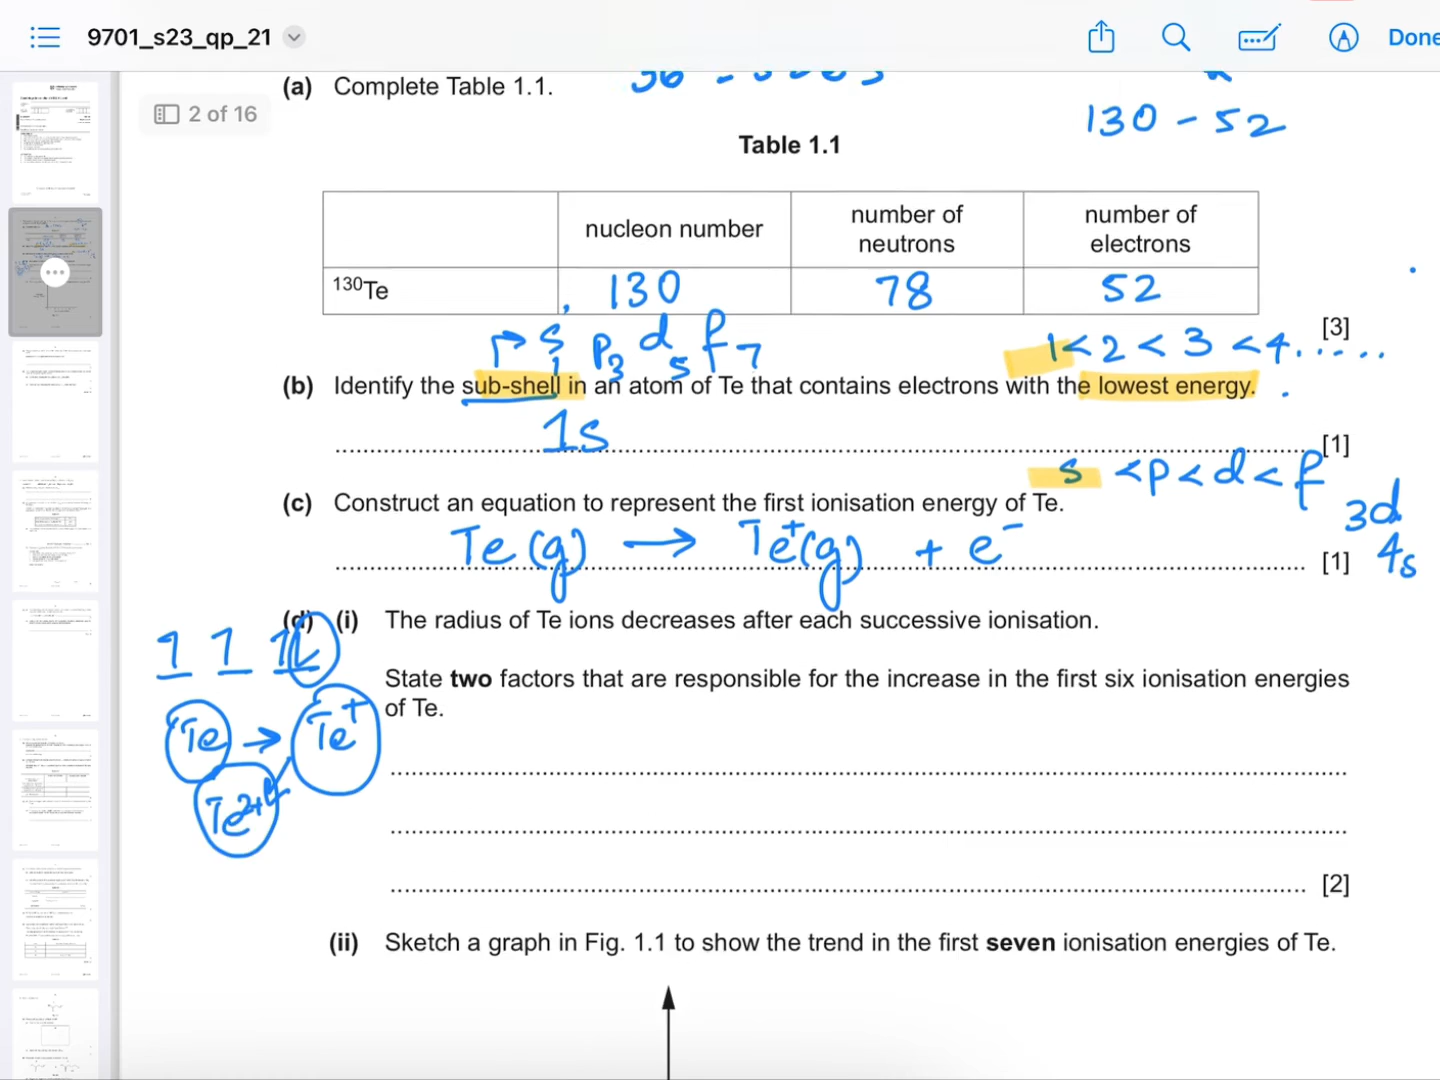 9701_s23_qp_21
Done
2 of 16
(a) Complete Table 1.1.
130 - 52
Table 1.1
nucleon number
number of neutrons
number of electrons
130Te
130
78
52
[3]
s p d f
1 3 5 7
1 < 2 < 3 < 4.....
(b) Identify the sub-shell in an atom of Te that contains electrons with the lowest energy.
1s
[1]
s < p < d < f
(c) Construct an equation to represent the first ionisation energy of Te.
3d
4s
Te (g) → Te+(g) + e-
[1]
(d) (i) The radius of Te ions decreases after each successive ionisation.
1 1 1
State two factors that are responsible for the increase in the first six ionisation energies
of Te.
Te → Te+
Te2+
[2]
(ii) Sketch a graph in Fig. 1.1 to show the trend in the first seven ionisation energies of Te.